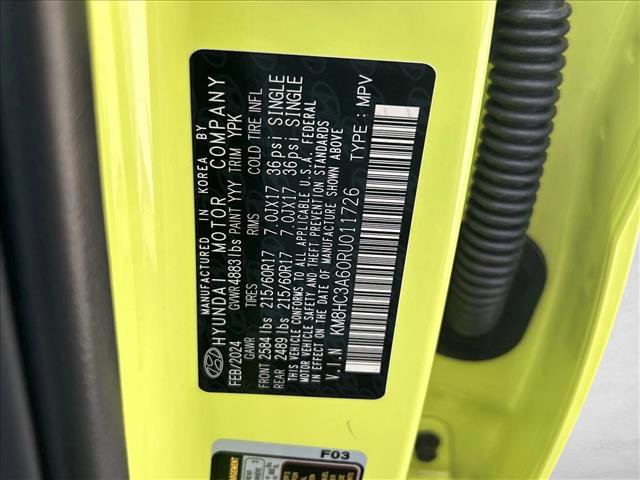 MANUFACTURED IN KOREA BY
HYUNDAI MOTOR COMPANY
FEB/2024 GVWR4883lbs PAINT YYY TRIM YPK
GAWR TIRES RIMS COLD TIRE INFL
FRONT 2584 lbs 215/60R17 7.0JX17 36psi SINGLE
REAR 2489 lbs 215/60R17 7.0JX17 36psi SINGLE
THIS VEHICLE CONFORMS TO ALL APPLICABLE U.S.A. FEDERAL
MOTOR VEHICLE SAFETY AND THEFT PREVENTION STANDARDS
IN EFFECT ON THE DATE OF MANUFACTURE SHOWN ABOVE
V.I.N KM8HC3A60RU011726 TYPE : MPV
F03